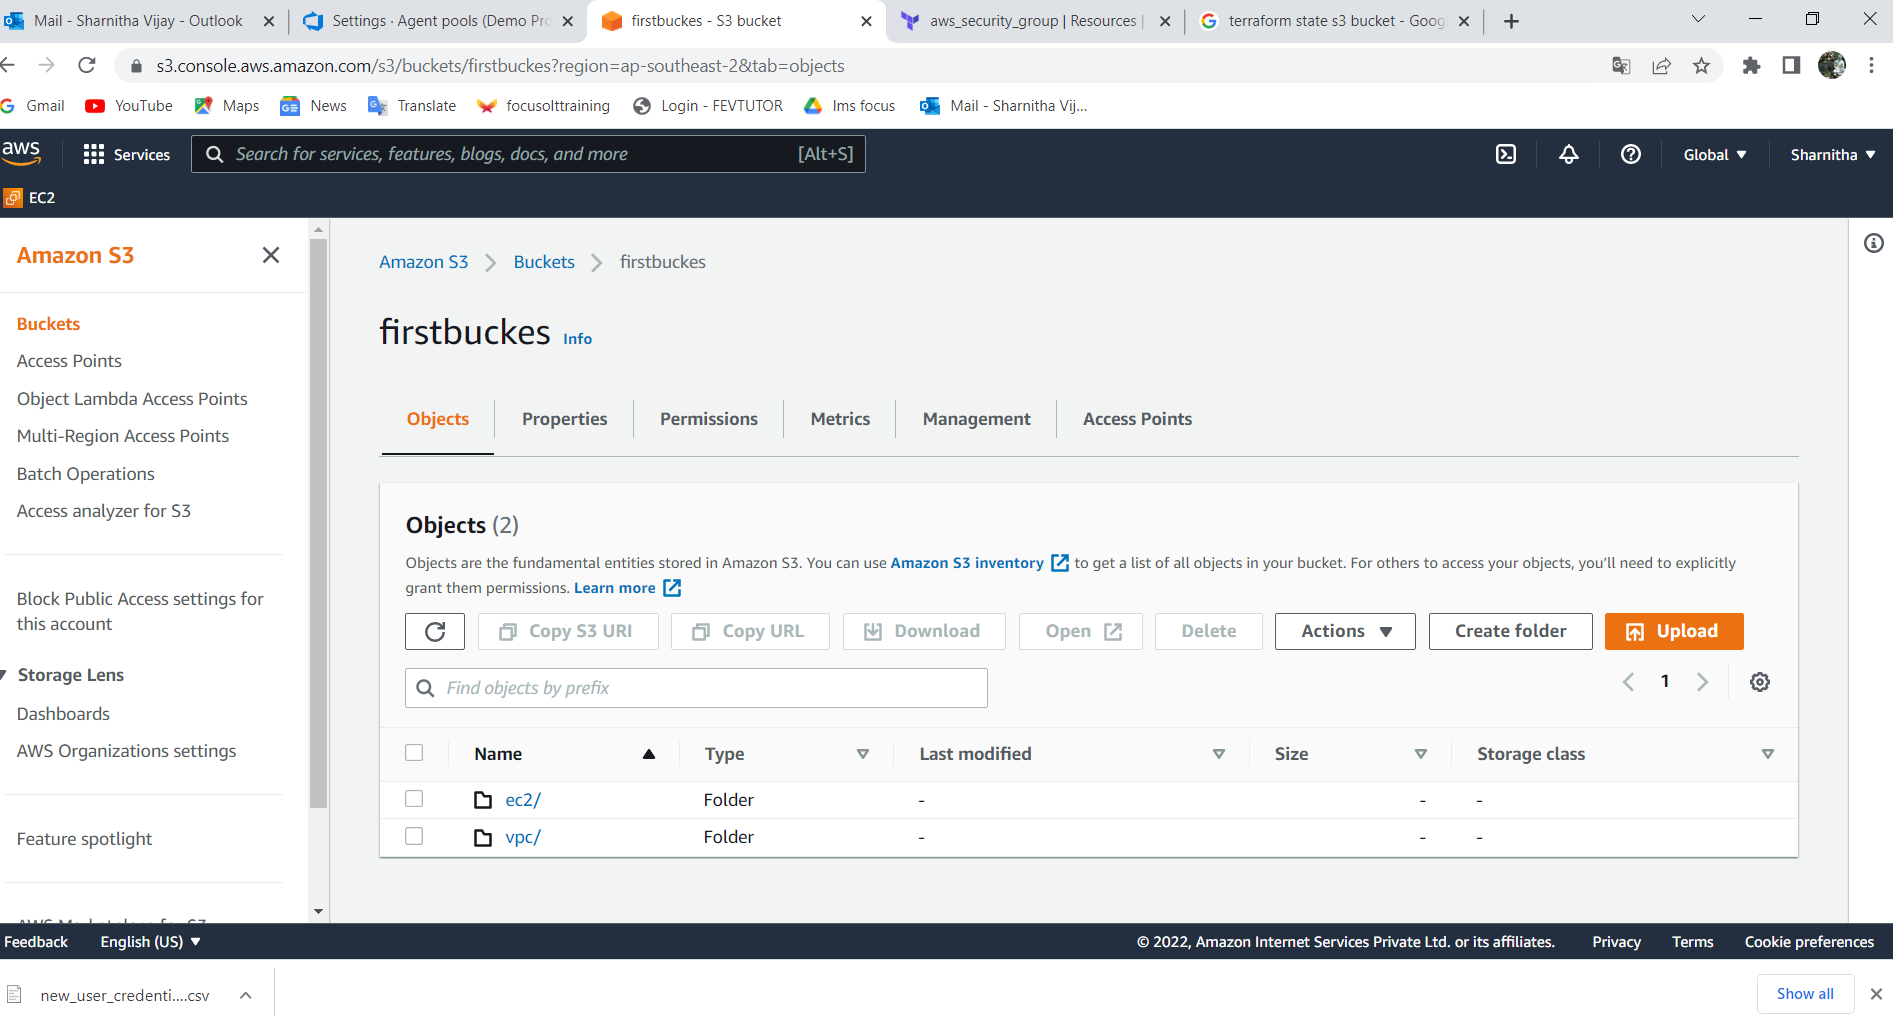 Mail - Sharnitha Vijay - Outlook
Settings · Agent pools (Demo Pro
firstbuckes - S3 bucket
aws_security_group | Resources |
terraform state s3 bucket - Goog
s3.console.aws.amazon.com/s3/buckets/firstbuckes?region=ap-southeast-2&tab=objects
Gmail
YouTube
Maps
News
Translate
focusolttraining
Login - FEVTUTOR
lms focus
Mail - Sharnitha Vij...
aws
Services
Search for services, features, blogs, docs, and more
[Alt+S]
Global
Sharnitha
EC2
Amazon S3
Buckets
Access Points
Object Lambda Access Points
Multi-Region Access Points
Batch Operations
Access analyzer for S3
Block Public Access settings for
this account
Storage Lens
Dashboards
AWS Organizations settings
Feature spotlight
AWS Marketplace for S3
Amazon S3
Buckets
firstbuckes
firstbuckes Info
Objects
Properties
Permissions
Metrics
Management
Access Points
Objects (2)
Objects are the fundamental entities stored in Amazon S3. You can use Amazon S3 inventory to get a list of all objects in your bucket. For others to access your objects, you'll need to explicitly
grant them permissions. Learn more
Copy S3 URI
Copy URL
Download
Open
Delete
Actions
Create folder
Upload
Find objects by prefix
1
Name
Type
Last modified
Size
Storage class
ec2/ Folder - - -
vpc/ Folder - - -
Feedback
English (US)
© 2022, Amazon Internet Services Private Ltd. or its affiliates.
Privacy
Terms
Cookie preferences
new_user_credenti....csv
Show all